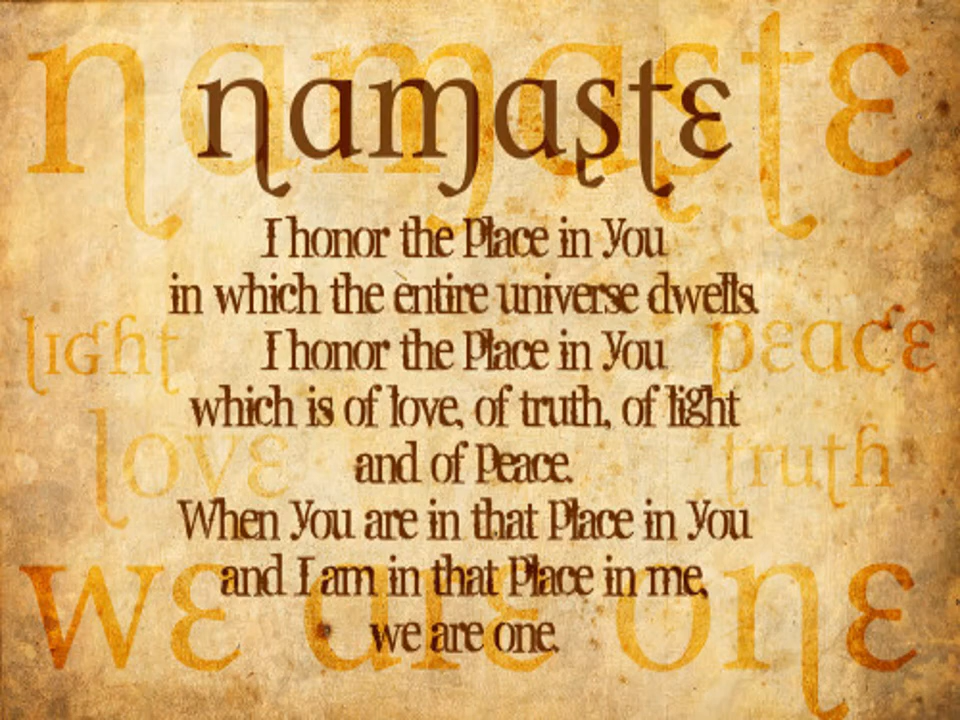 namaste
namaste
I honor the Place in You
in which the entire universe dwells.
I honor the Place in You
which is of love, of truth, of light
and of Peace.
When You are in that Place in You
and I am in that Place in me,
we are one.
light
peace
love
truth
we are one